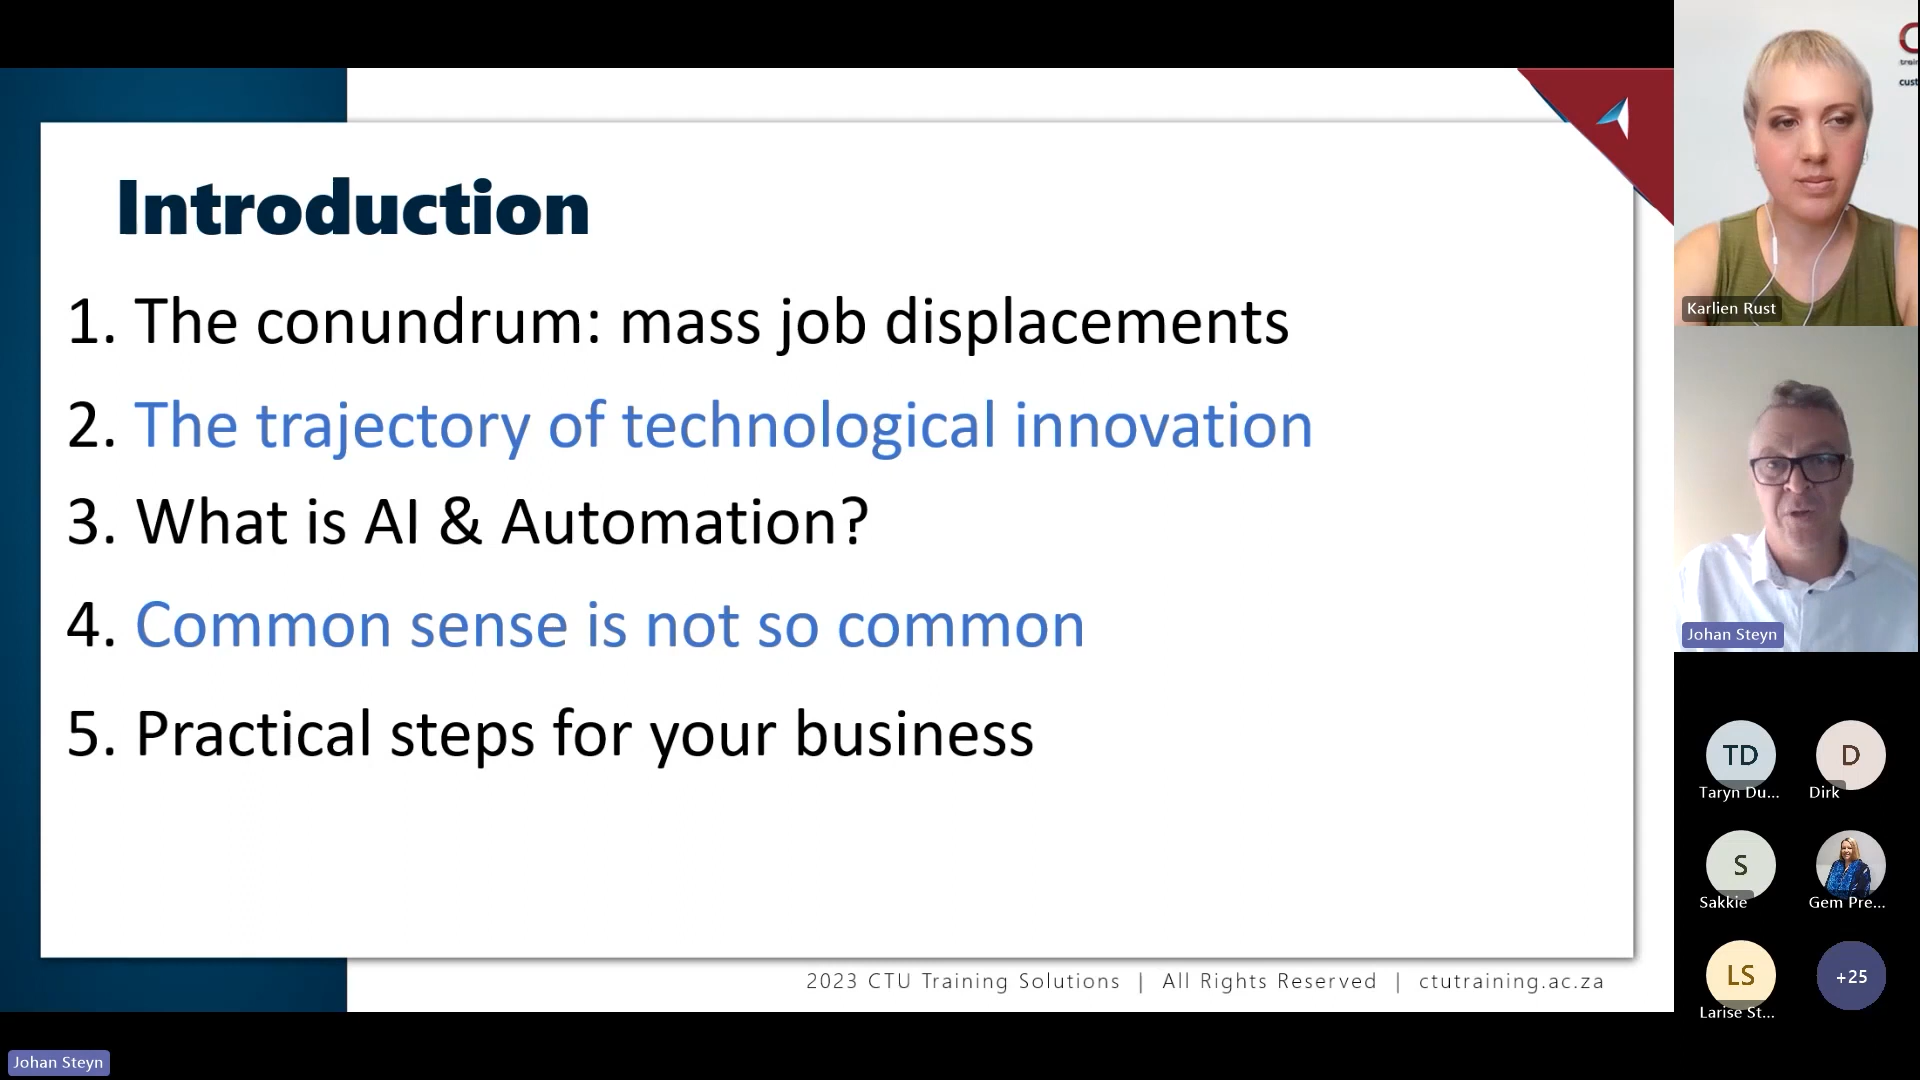 Introduction
1. The conundrum: mass job displacements
2. The trajectory of technological innovation
3. What is AI & Automation?
4. Common sense is not so common
5. Practical steps for your business
2023 CTU Training Solutions | All Rights Reserved | ctutraining.ac.za
Johan Steyn
Karlien Rust
Johan Steyn
TD
Taryn Du...
D
Dirk
S
Sakkie
Gem Pre...
LS
Larise St...
+25